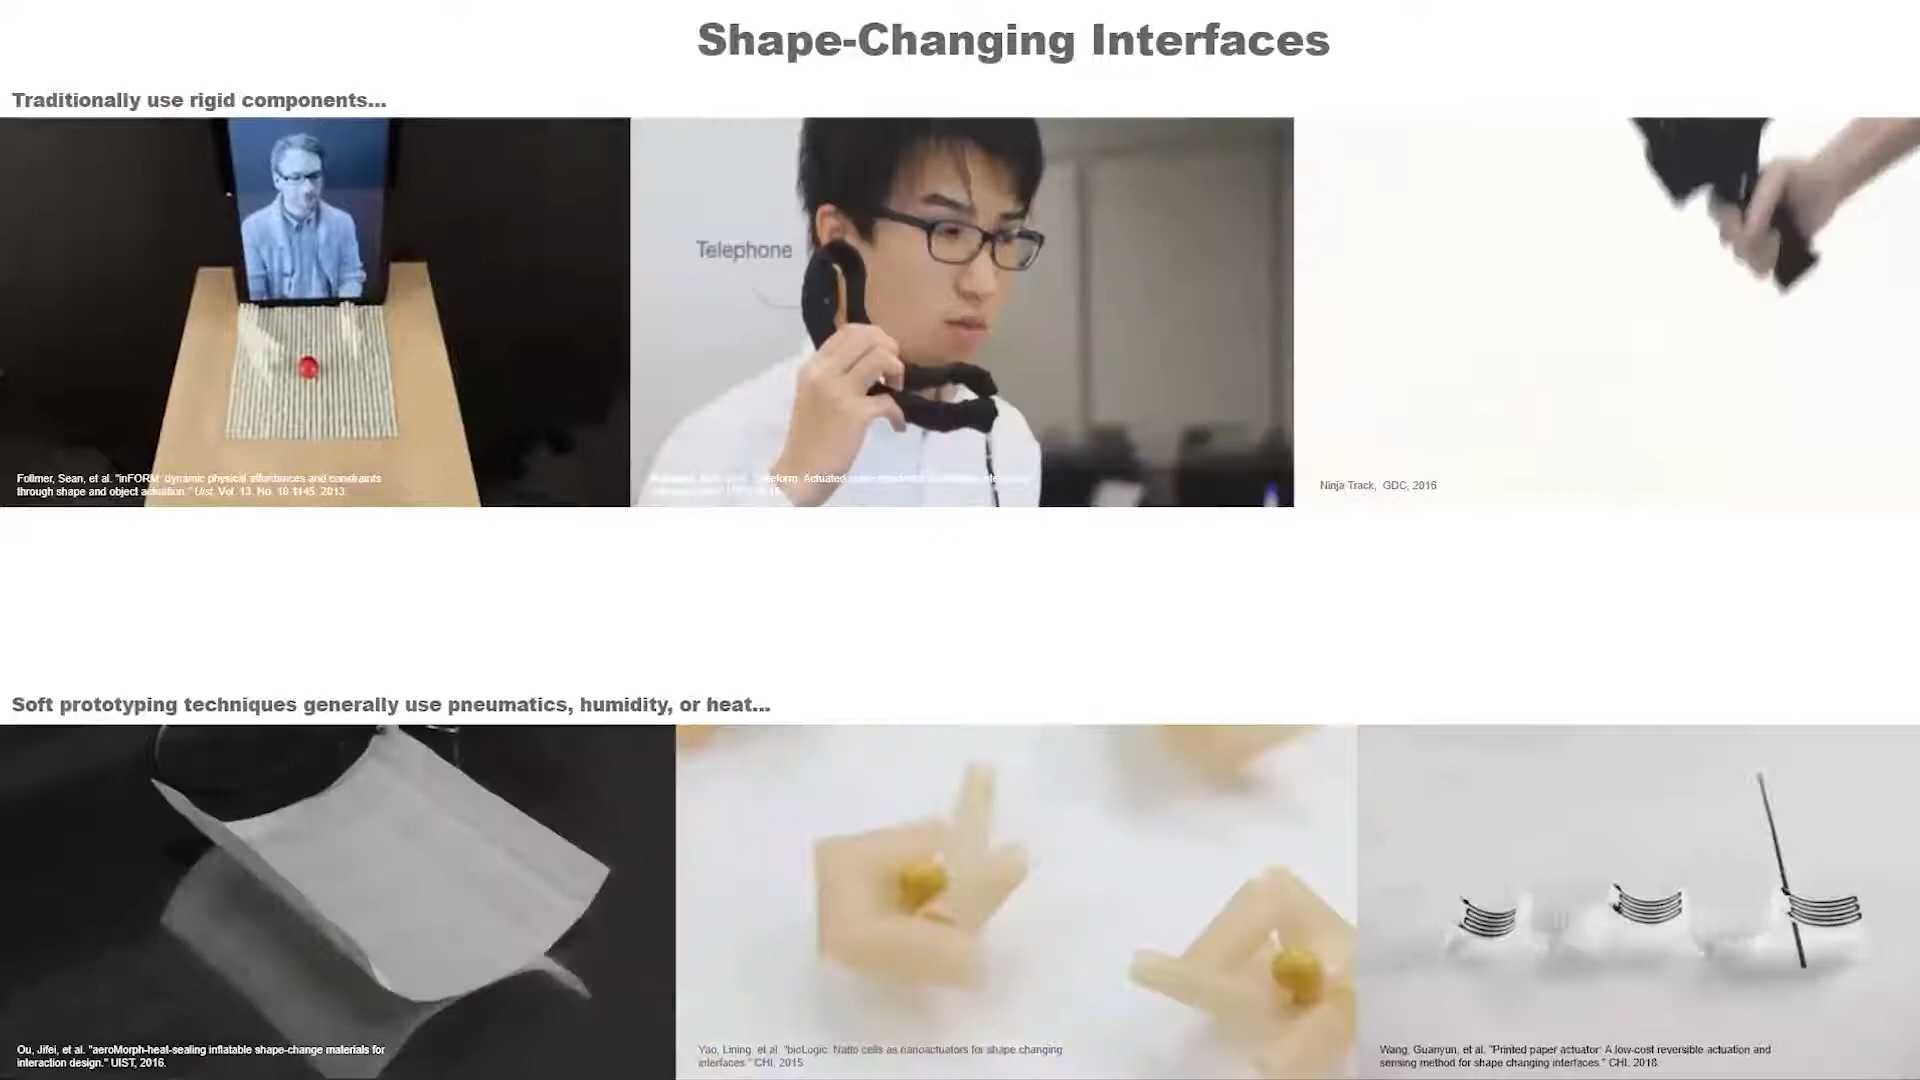 Shape-Changing Interfaces
Traditionally use rigid components...
Telephone
Follmer, Sean, et al. "inFORM: dynamic physical affordances and constraints
through shape and object actuation." Uist. Vol. 13. No. 10.1145. 2013.
Actuated
Ninja Track, GDC, 2016
Soft prototyping techniques generally use pneumatics, humidity, or heat...
Ou, Jifei, et al. "aeroMorph-heat-sealing inflatable shape-change materials for
interaction design." UIST, 2016.
Yao, Lining, et al. "bioLogic: Natto cells as nanoactuators for shape changing
interfaces." CHI. 2015.
Wang, Guanyun, et al. "Printed paper actuator: A low-cost reversible actuation and
sensing method for shape changing interfaces." CHI. 2018.